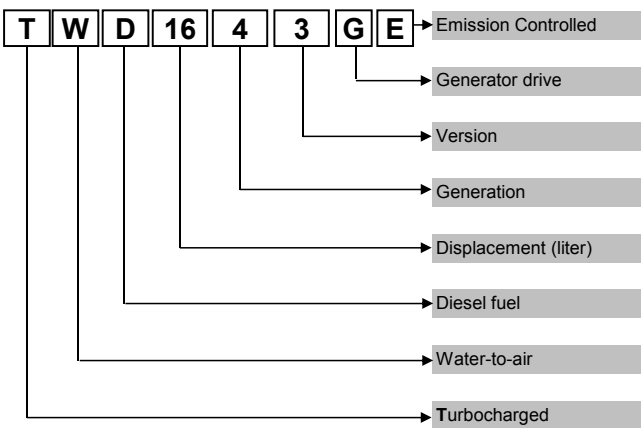 T W D 16 4 3 G E Emission Controlled
Generator drive
Version
Generation
Displacement (liter)
Diesel fuel
Water-to-air
Turbocharged